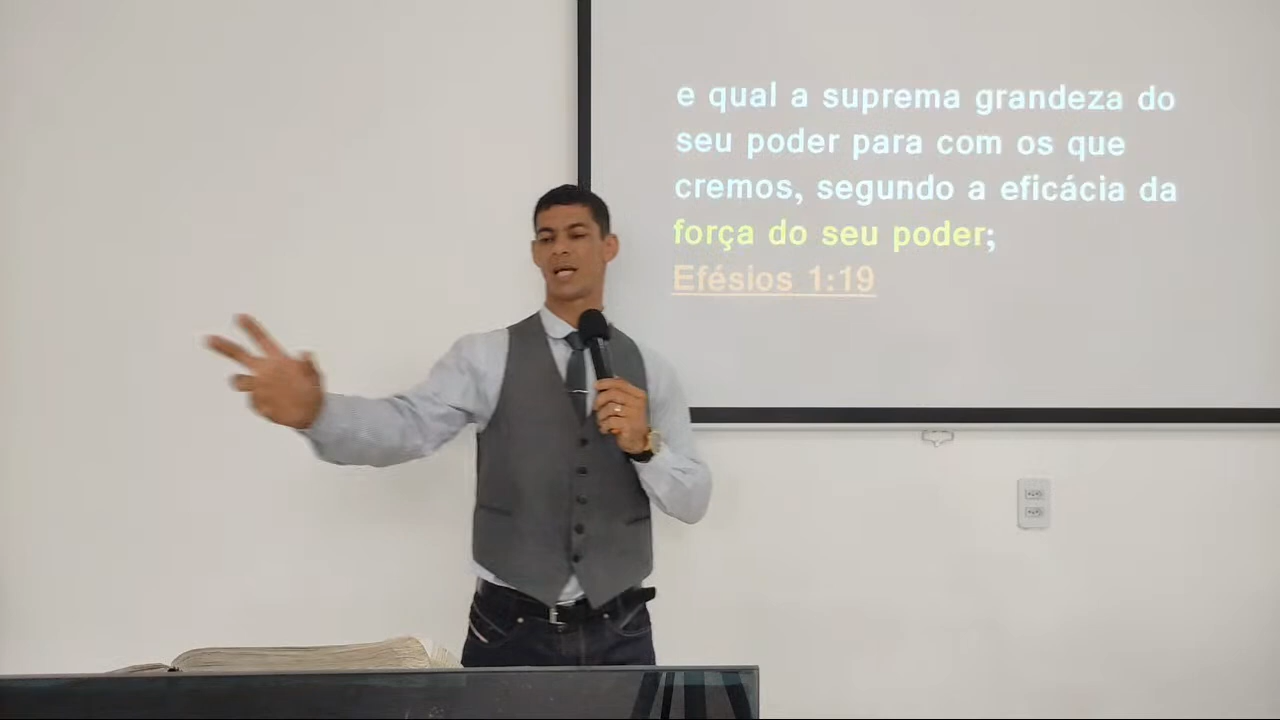 e qual a suprema grandeza do
seu poder para com os que
cremos, segundo a eficácia da
força do seu poder;
Efésios 1:19